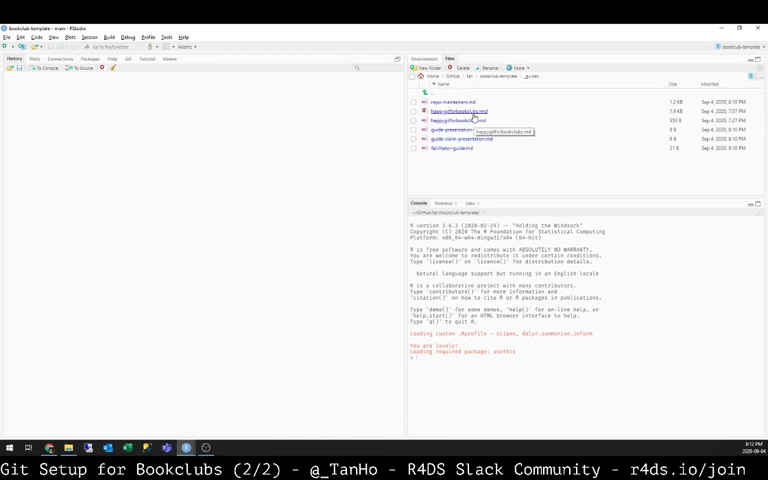 bookclub-template - main - RStudio
File Edit Code View Plots Session Build Debug Profile Tools Help
Go to file/function Addins
bookclub-template
History Plots Connections Packages Help Git Tutorial Viewer
To Console To Source
Environment Files
New Folder Delete Rename More
Home GitHub tan bookclub-template _guides
Name Size Modified
..
repo-maintainers.md 1.2 KB Sep 4, 2020, 8:10 PM
happygitforbookclubs.rmd 1.9 KB Sep 4, 2020, 7:57 PM
happygitforbookcl md 550 B Sep 4, 2020, 7:27 PM
guide-presentation 0 B Sep 4, 2020, 8:10 PM
happygitforbookclubs.rmd
guide-claim-presentation.md 0 B Sep 4, 2020, 8:10 PM
facilitator-guide.md 21 B Sep 4, 2020, 8:10 PM
Console Terminal Jobs
~/GitHub/tan/bookclub-template/
R version 3.6.3 (2020-02-29) -- "Holding the Windsock"
Copyright (C) 2020 The R Foundation for Statistical Computing
Platform: x86_64-w64-mingw32/x64 (64-bit)
R is free software and comes with ABSOLUTELY NO WARRANTY.
You are welcome to redistribute it under certain conditions.
Type 'license()' or 'licence()' for distribution details.
Natural language support but running in an English locale
R is a collaborative project with many contributors.
Type 'contributors()' for more information and
'citation()' on how to cite R or R packages in publications.
Type 'demo()' for some demos, 'help()' for on-line help, or
'help.start()' for an HTML browser interface to help.
Type 'q()' to quit R.
Loading custom .Rprofile - scipen, dplyr.summarise.inform
You are lovely!
Loading required package: usethis
>
8:12 PM
2020-09-04
Git Setup for Bookclubs (2/2) - @_TanHo - R4DS Slack Community - r4ds.io/join